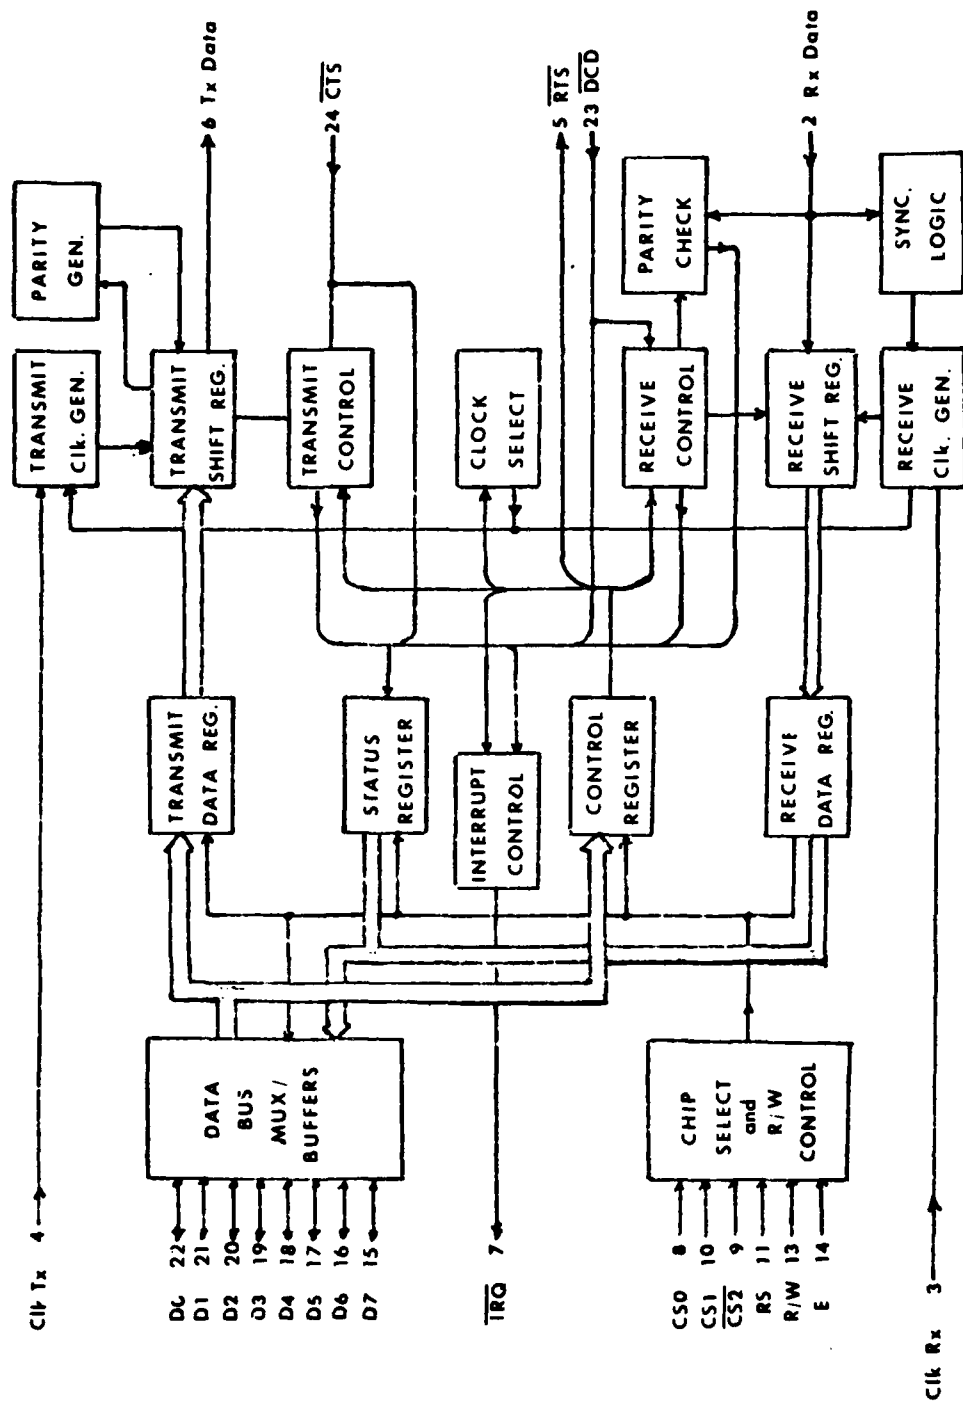 Clk Tx 4
TRANSMIT
Clk. GEN.
PARITY
GEN.
D0 22
D1 21
D2 20
D3 19
D4 18
D5 17
D6 16
D7 15
DATA
BUS
MUX/
BUFFERS
TRANSMIT
DATA REG.
TRANSMIT
SHIFT REG.
6 Tx Data
STATUS
REGISTER
TRANSMIT
CONTROL
24 CTS
IRQ 7
INTERRUPT
CONTROL
CLOCK
SELECT
CONTROL
REGISTER
RECEIVE
CONTROL
5 RTS
23 DCD
PARITY
CHECK
CS0 8
CS1 10
CS2 9
RS 11
R/W 13
E 14
CHIP
SELECT
and
R/W
CONTROL
RECEIVE
DATA REG.
RECEIVE
SHIFT REG.
2 Rx Data
Clk Rx 3
RECEIVE
Clk. GEN.
SYNC.
LOGIC